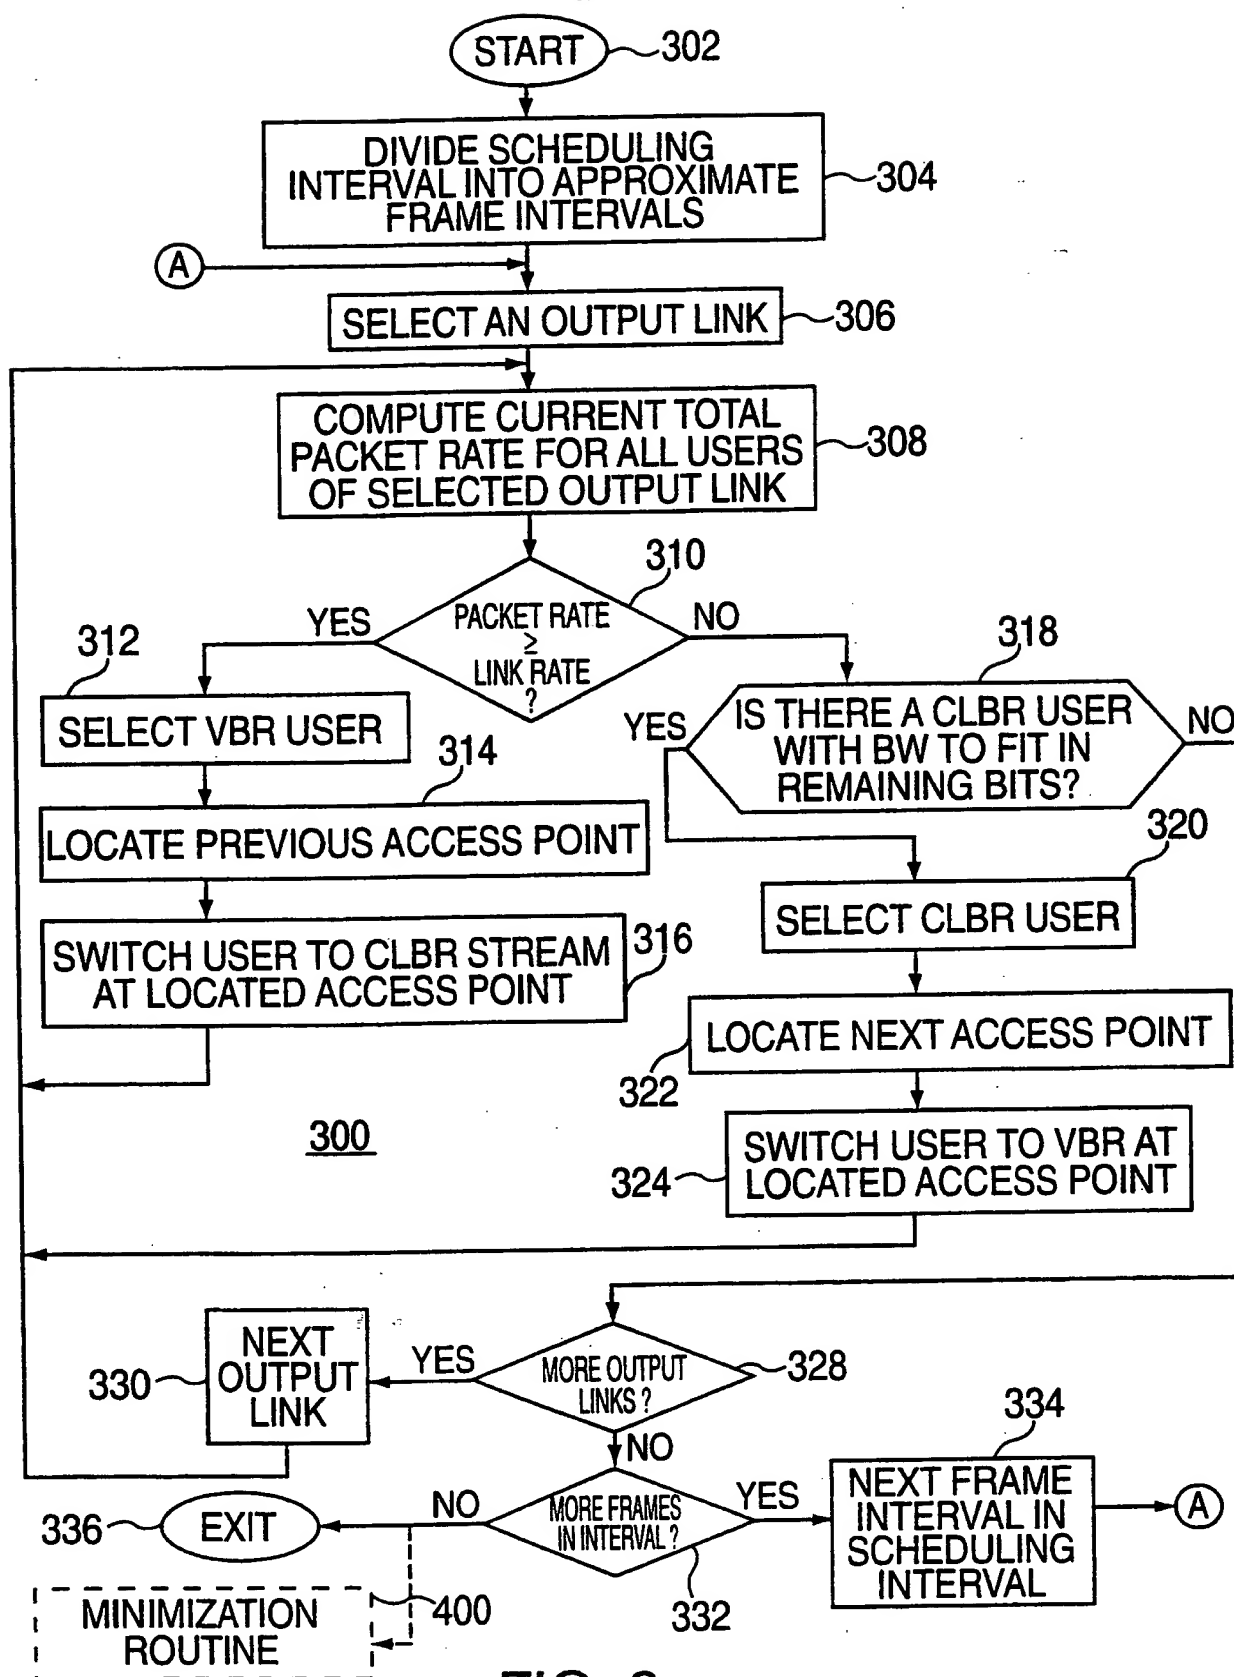 START
302
DIVIDE SCHEDULING
INTERVAL INTO APPROXIMATE
FRAME INTERVALS
304
A
SELECT AN OUTPUT LINK
306
COMPUTE CURRENT TOTAL
PACKET RATE FOR ALL USERS
OF SELECTED OUTPUT LINK
308
310
PACKET RATE
≥
LINK RATE
?
YES
NO
312
SELECT VBR USER
318
IS THERE A CLBR USER
WITH BW TO FIT IN
REMAINING BITS?
YES
NO
314
LOCATE PREVIOUS ACCESS POINT
320
SELECT CLBR USER
316
SWITCH USER TO CLBR STREAM
AT LOCATED ACCESS POINT
LOCATE NEXT ACCESS POINT
322
300
SWITCH USER TO VBR AT
LOCATED ACCESS POINT
324
NEXT
OUTPUT
LINK
330
YES
MORE OUTPUT
LINKS ?
328
NO
334
MORE FRAMES
IN INTERVAL ?
332
YES
NEXT FRAME
INTERVAL IN
SCHEDULING
INTERVAL
A
NO
EXIT
336
400
MINIMIZATION
ROUTINE